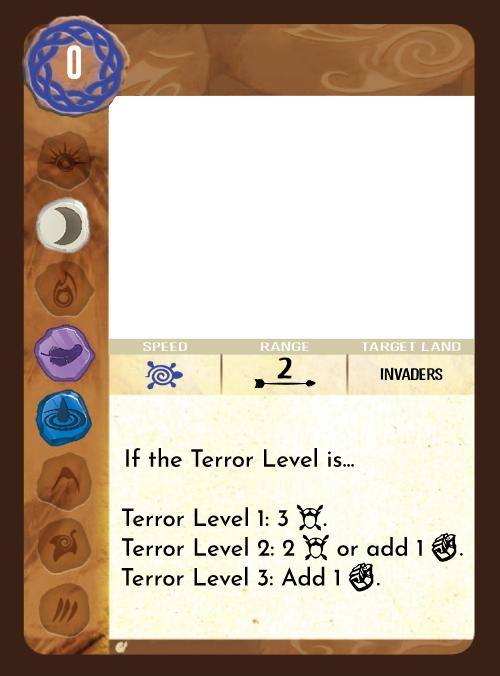 0
SPEED RANGE TARGET LAND
2 INVADERS
If the Terror Level is...
Terror Level 1: 3 .
Terror Level 2: 2 or add 1 .
Terror Level 3: Add 1 .